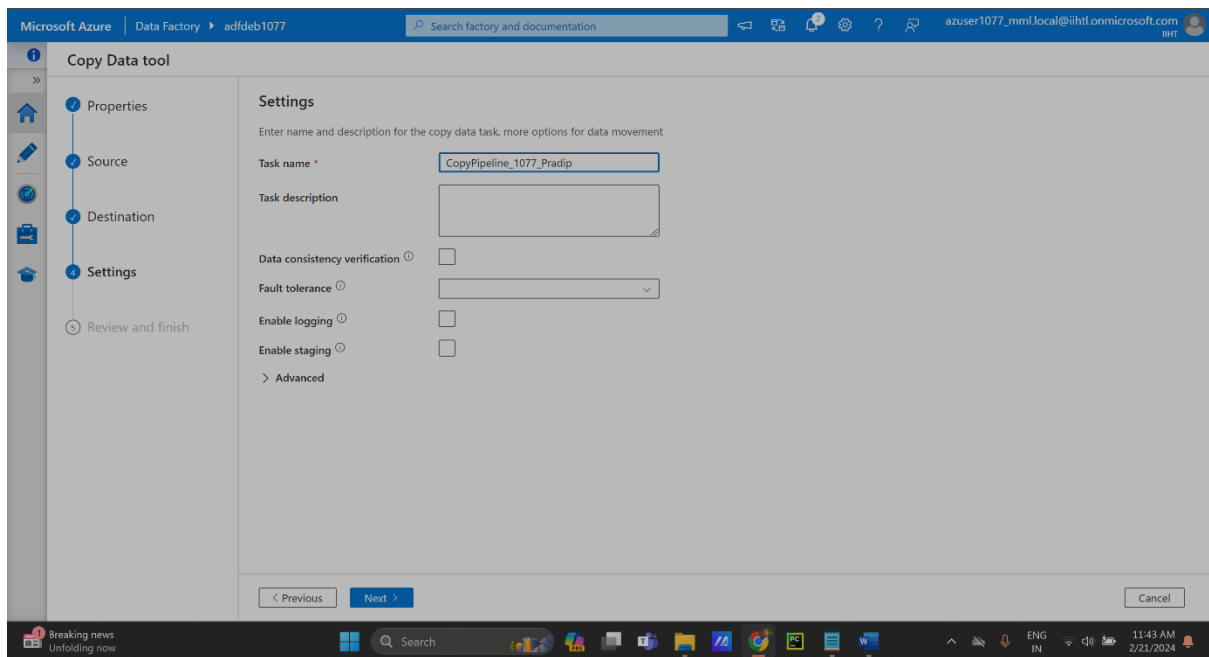 Microsoft Azure | Data Factory ▸ adfdeb1077
Search factory and documentation
2
azuser1077_mml.local@iihtl.onmicrosoft.com
IIHT
Copy Data tool
Properties
Source
Destination
4 Settings
5 Review and finish
Settings
Enter name and description for the copy data task, more options for data movement
Task name *
CopyPipeline_1077_Pradip
Task description
Data consistency verification
Fault tolerance
Enable logging
Enable staging
Advanced
< Previous
Next >
Cancel
1
Breaking news
Unfolding now
Search
PRE
PC
W
ENG
IN
11:43 AM
2/21/2024